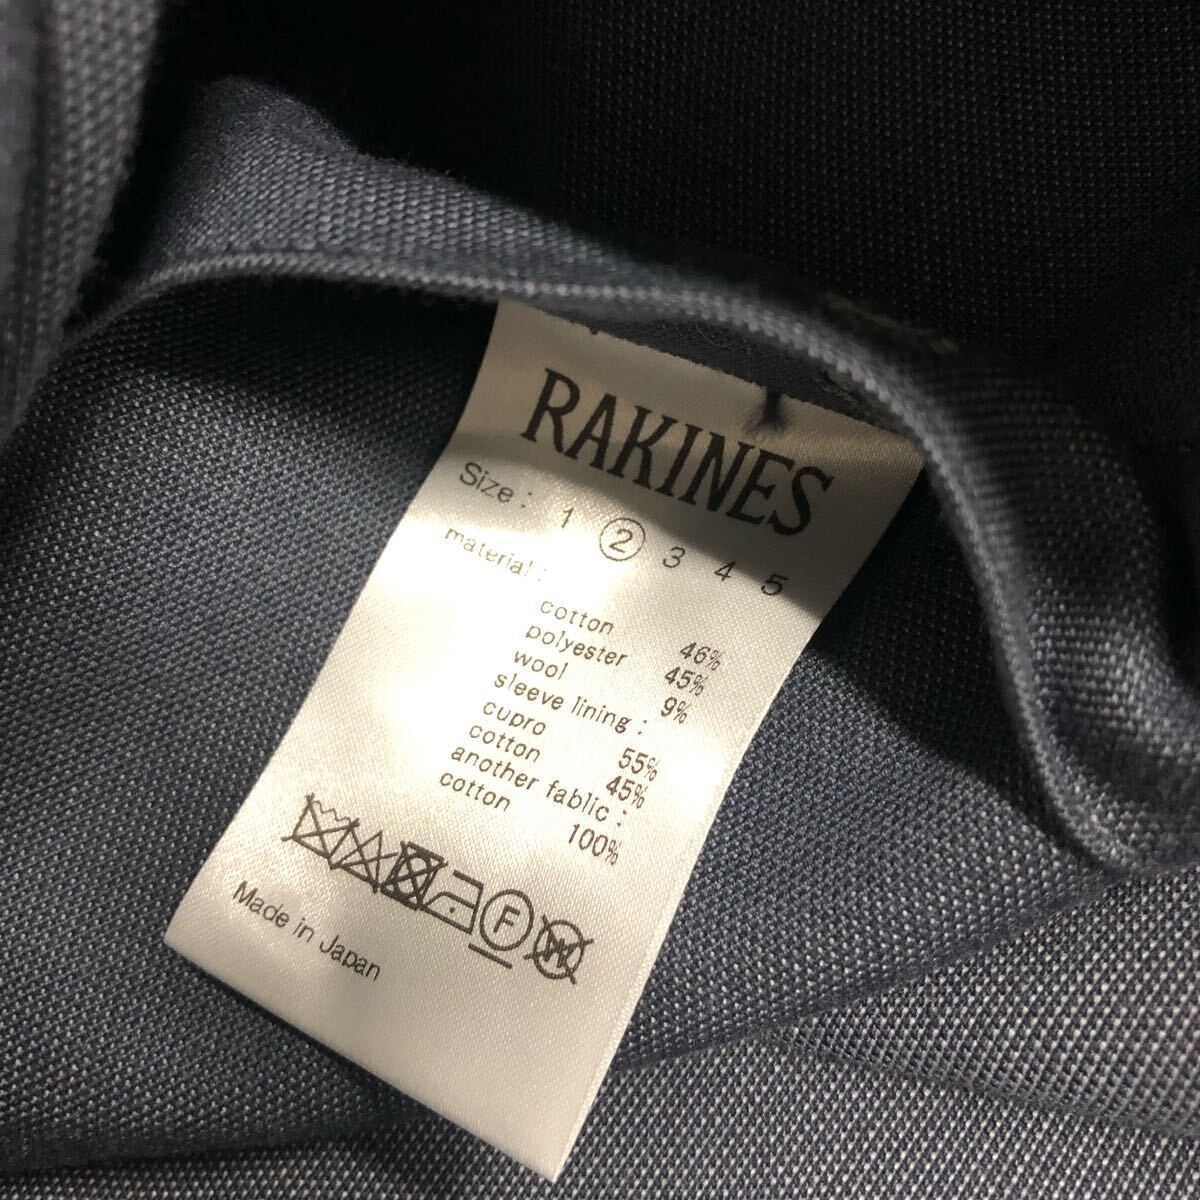 RAKINES
Size : 1 ② 3 4 5
material :
cotton 46%
polyester 45%
wool 9%
sleeve lining :
cupro 55%
cotton 45%
another fablic :
cotton 100%
F W
Made in Japan